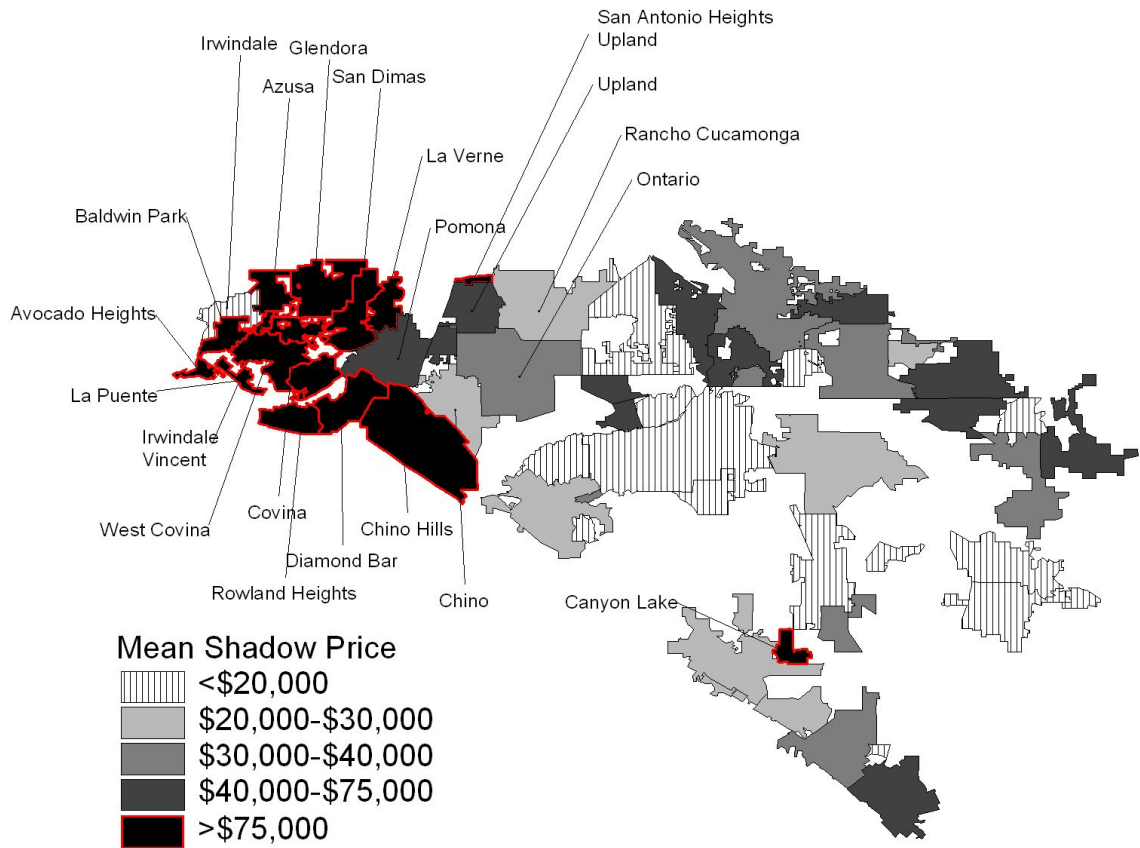 San Antonio Heights
Upland
Irwindale
Glendora
San Dimas
Azusa
Upland
Rancho Cucamonga
La Verne
Ontario
Baldwin Park
Pomona
Avocado Heights
La Puente
Irwindale
Vincent
West Covina
Covina
Chino Hills
Diamond Bar
Rowland Heights
Chino
Canyon Lake
Mean Shadow Price
<$20,000
$20,000-$30,000
$30,000-$40,000
$40,000-$75,000
>$75,000